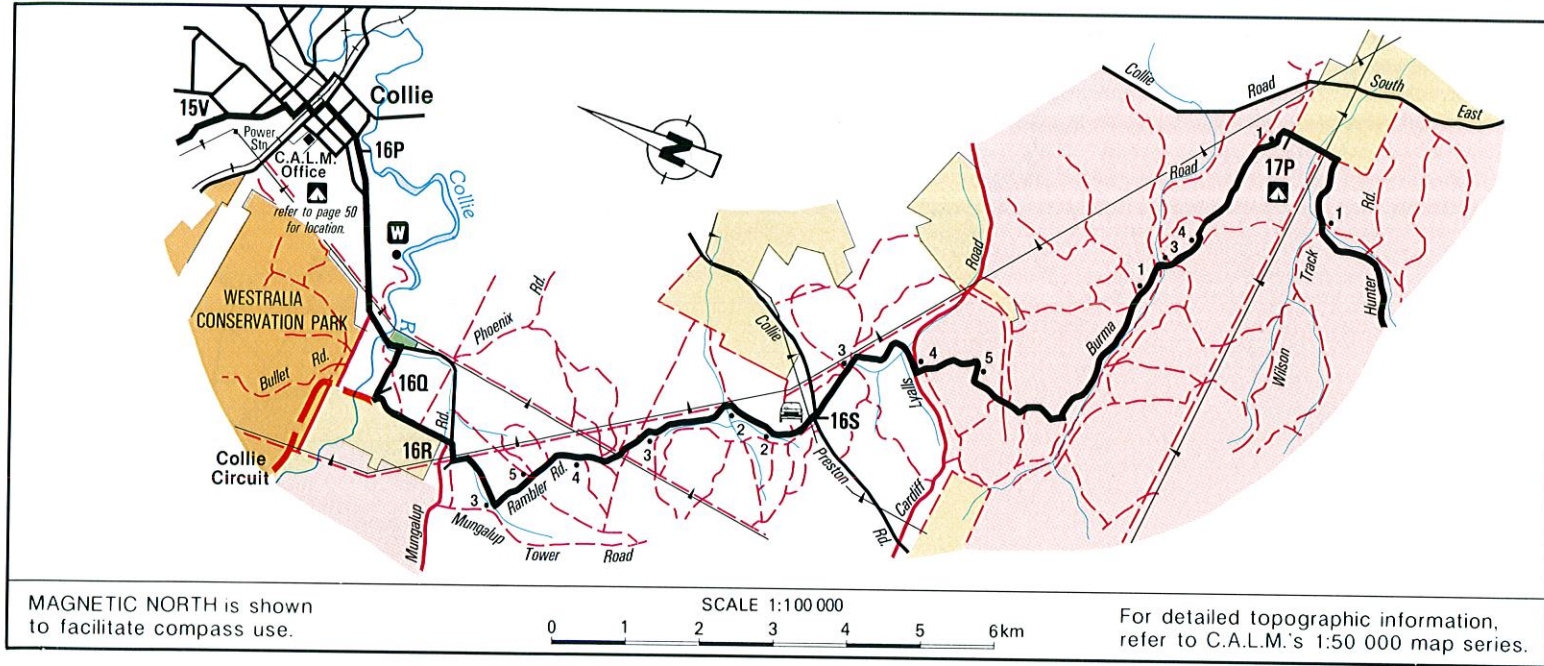 15V
Collie
Power
Stn
C.A.L.M.
Office
refer to page 50
for location.
16P
Collie
W
R
WESTRALIA
CONSERVATION PARK
Bullet Rd.
16Q
Collie
Circuit
16R
Rd.
Mungalup
Phoenix Rd.
3
5
4
Rambler Rd.
Mungalup Tower Road
N
3
2
2
Collie
16S
Preston
Rd.
3
Road
4
5
Lyalls
Cardiff
Road
Collie Road South East
1
17P
1
Rd.
Hunter
Track
Wilson
4
3
1
Burma
MAGNETIC NORTH is shown
to facilitate compass use.
SCALE 1:100 000
0 1 2 3 4 5 6 km
For detailed topographic information,
refer to C.A.L.M.'s 1:50 000 map series.